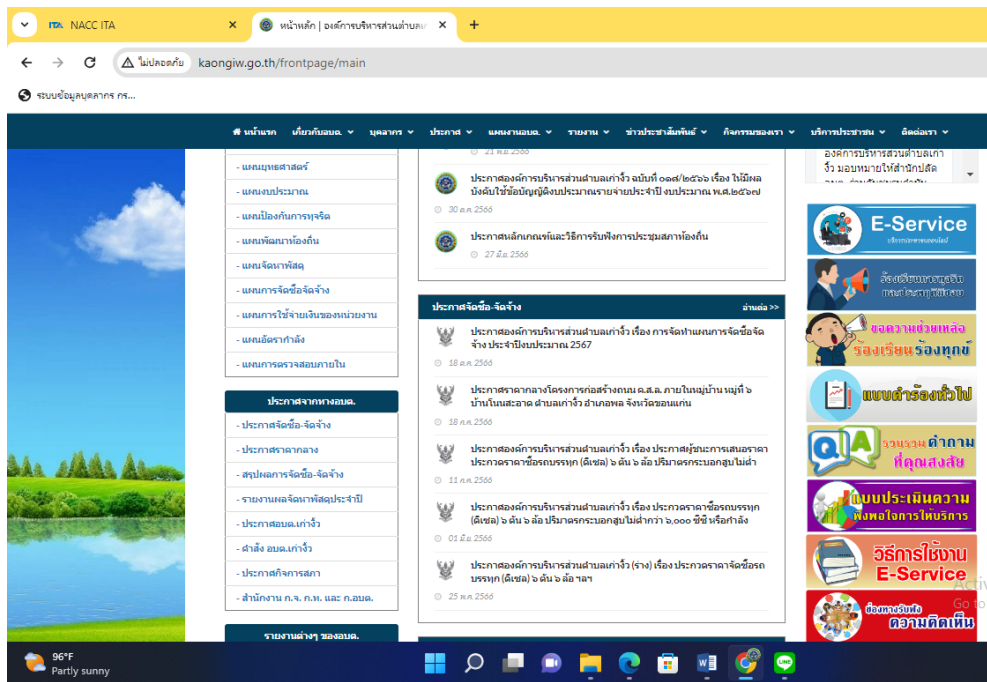 NACC ITA
หน้าหลัก | องค์การบริหารส่วนตำบลเก
ไม่ปลอดภัย kaongiw.go.th/frontpage/main
ระบบข้อมูลบุคลากร กร...
หน้าแรก เกี่ยวกับอบต. บุคลากร ประกาศ แผนงานอบต. รายงาน ข่าวประชาสัมพันธ์ กิจกรรมของเรา บริการประชาชน ติดต่อเรา
- แผนยุทธศาสตร์
- แผนงบประมาณ
- แผนป้องกันการทุจริต
- แผนพัฒนาท้องถิ่น
- แผนจัดหาพัสดุ
- แผนการจัดซื้อจัดจ้าง
- แผนการใช้จ่ายเงินของหน่วยงาน
- แผนอัตรากำลัง
- แผนการตรวจสอบภายใน
ประกาศจากทางอบต.
- ประกาศจัดซื้อ-จัดจ้าง
- ประกาศราคากลาง
- สรุปผลการจัดซื้อ-จัดจ้าง
- รายงานผลจัดหาพัสดุประจำปี
- ประกาศอบต.เก่างิ้ว
- คำสั่ง อบต.เก่างิ้ว
- ประกาศกิจการสภา
- สำนักงาน ก.จ. ก.ท. และ ก.อบต.
รายงานต่างๆ ของอบต.
21 พ.ย. 2566
ประกาศองค์การบริหารส่วนตำบลเก่างิ้ว ฉบับที่ ๐๑๗/๒๕๖๖ เรื่อง ให้มีผล
บังคับใช้ข้อบัญญัติงบประมาณรายจ่ายประจำปี งบประมาณ พ.ศ.๒๕๖๗
30 ต.ค. 2566
ประกาศหลักเกณฑ์และวิธีการรับฟังการประชุมสภาท้องถิ่น
27 มี.ย. 2566
ประกาศจัดซื้อ-จัดจ้าง อ่านต่อ >>
ประกาศองค์การบริหารส่วนตำบลเก่างิ้ว เรื่อง การจัดทำแผนการจัดซื้อจัด
จ้าง ประจำปีงบประมาณ 2567
18 ต.ค. 2566
ประกาศราคากลางโครงการก่อสร้างถนน ค.ส.ล. ภายในหมู่บ้าน หมู่ที่ ๖
บ้านโนนสะอาด ตำบลเก่างิ้ว อำเภอพล จังหวัดขอนแก่น
18 ก.ค. 2566
ประกาศองค์การบริหารส่วนตำบลเก่างิ้ว เรื่อง ประกาศผู้ชนะการเสนอราคา
ประกวดราคาซื้อรถบรรทุก (ดีเซล) ๖ ตัน ๖ ล้อ ปริมาตรกระบอกสูบไม่ต่ำ
11 ก.ค. 2566
ประกาศองค์การบริหารส่วนตำบลเก่างิ้ว เรื่อง ประกวดราคาซื้อรถบรรทุก
(ดีเซล) ๖ ตัน ๖ ล้อ ปริมาตรกระบอกสูบไม่ต่ำกว่า ๖,๐๐๐ ซีซี หรือกำลัง
01 มิ.ย. 2566
ประกาศองค์การบริหารส่วนตำบลเก่างิ้ว (ร่าง) เรื่อง ประกวดราคาจัดซื้อรถ
บรรทุก (ดีเซล) ๖ ตัน ๖ ล้อ ฯลฯ
25 พ.ค. 2566
องค์การบริหารส่วนตำบลเก่า
งิ้ว มอบหมายให้สำนักปลัด
E-Service
ร้องเรียนการทุจริต
และประพฤติมิชอบ
ขอความช่วยเหลือ
ร้องเรียน ร้องทุกข์
แบบคำร้องทั่วไป
Q A รวบรวม คำถาม
ที่คุณสงสัย
แบบประเมินความ
พึงพอใจการให้บริการ
วิธีการใช้งาน
E-Service
ช่องทางรับฟัง
ความคิดเห็น
Acti
Go to
96°F
Partly sunny